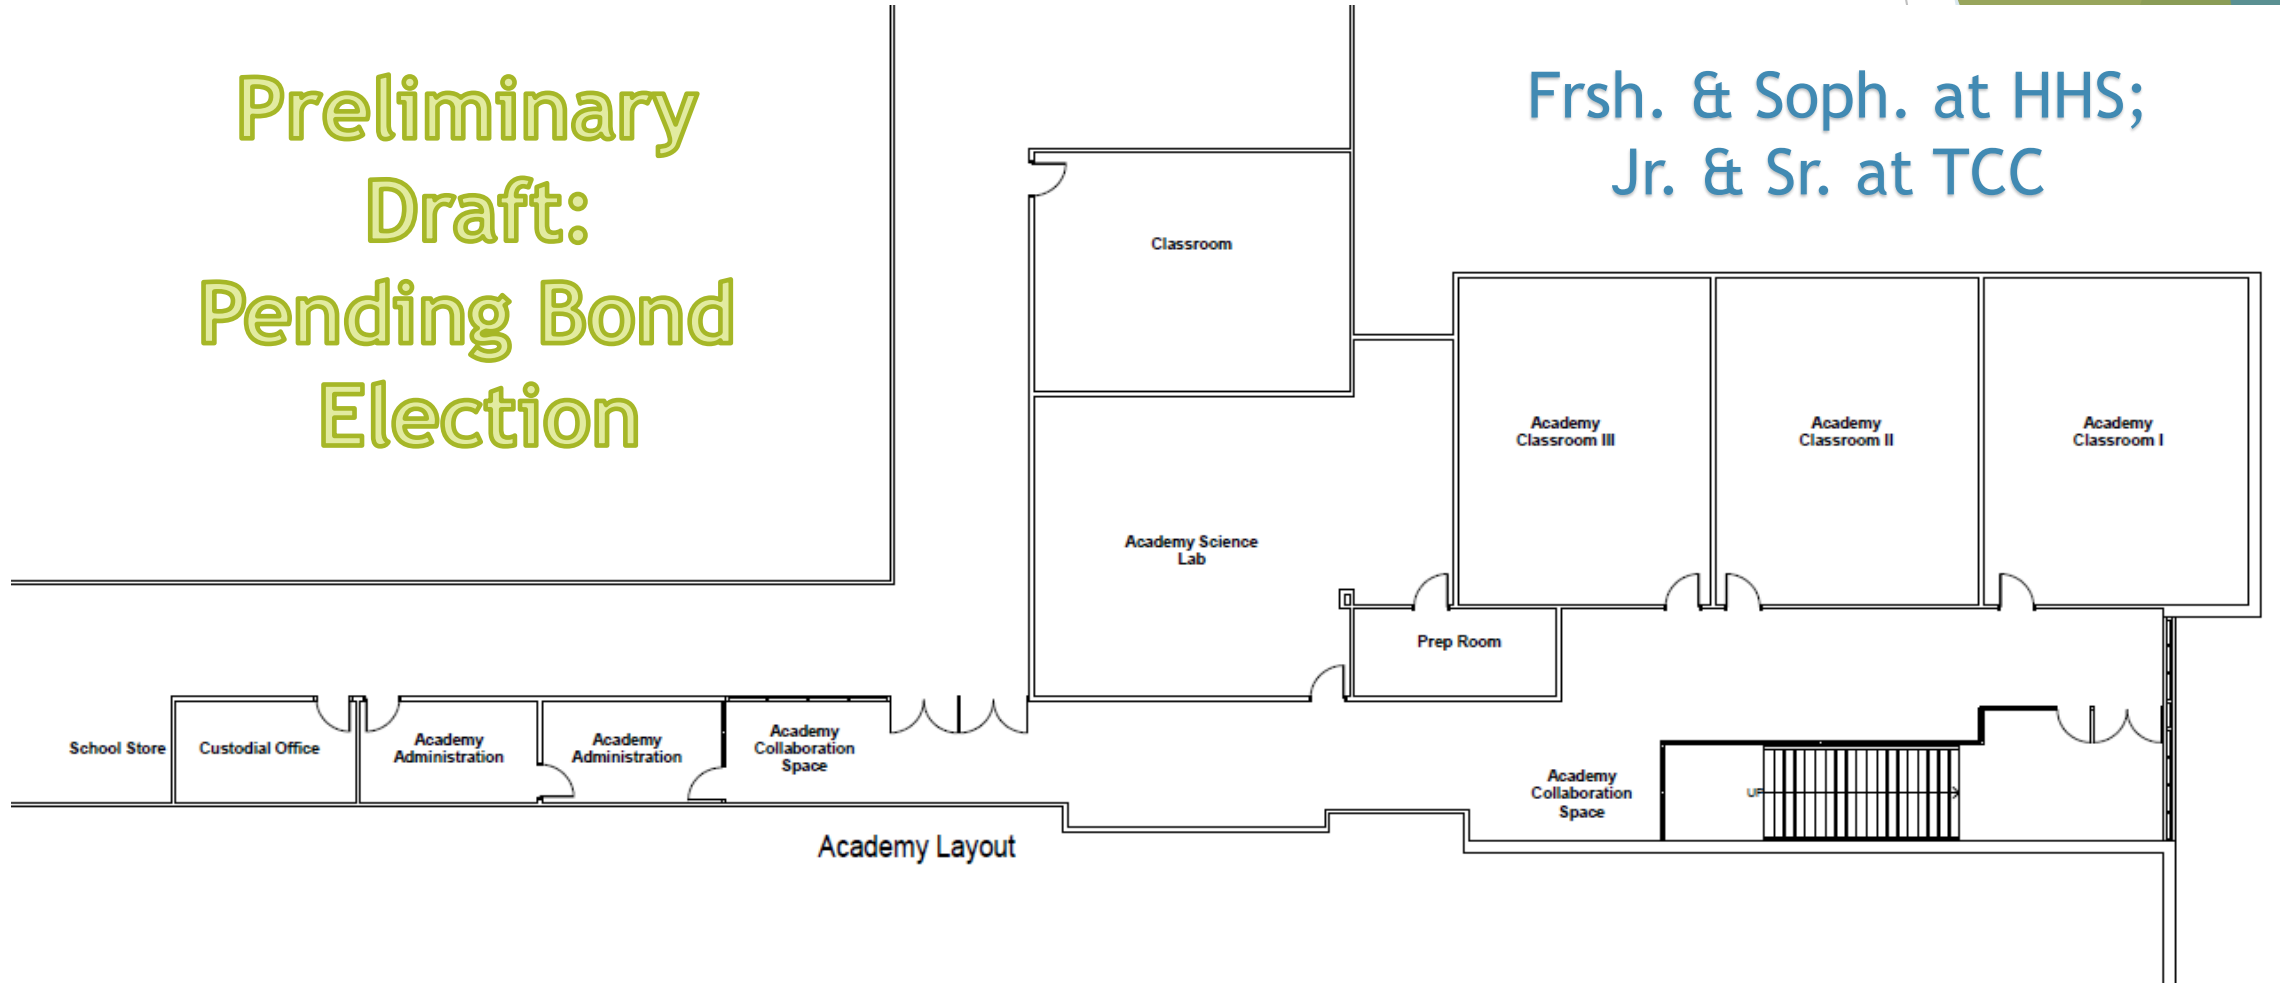 Preliminary
Draft:
Pending Bond
Election
Frsh. & Soph. at HHS;
Jr. & Sr. at TCC
Classroom
Academy
Classroom III
Academy
Classroom II
Academy
Classroom I
Academy Science
Lab
Prep Room
School Store
Custodial Office
Academy
Administration
Academy
Administration
Academy
Collaboration
Space
Academy
Collaboration
Space
UP
Academy Layout